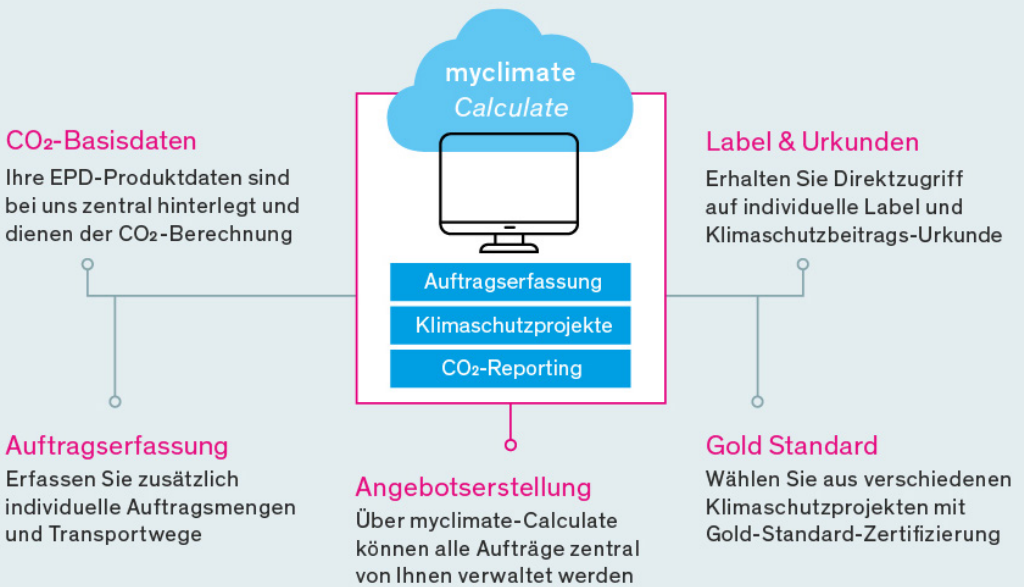 myclimate
Calculate
CO₂-Basisdaten
Ihre EPD-Produktdaten sind
bei uns zentral hinterlegt und
dienen der CO₂-Berechnung
Label & Urkunden
Erhalten Sie Direktzugriff
auf individuelle Label und
Klimaschutzbeitrags-Urkunde
Auftragserfassung
Klimaschutzprojekte
CO₂-Reporting
Auftragserfassung
Erfassen Sie zusätzlich
individuelle Auftragsmengen
und Transportwege
Angebotserstellung
Über myclimate-Calculate
können alle Aufträge zentral
von Ihnen verwaltet werden
Gold Standard
Wählen Sie aus verschiedenen
Klimaschutzprojekten mit
Gold-Standard-Zertifizierung